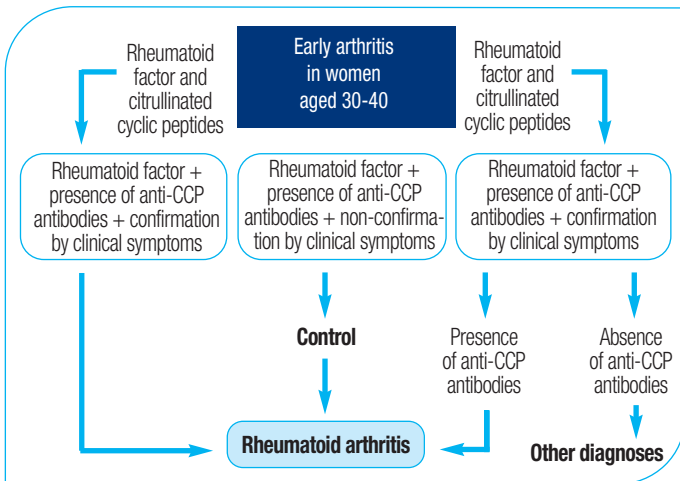 Rheumatoid
factor and
citrullinated
cyclic peptides
Early arthritis
in women
aged 30-40
Rheumatoid
factor and
citrullinated
cyclic peptides
Rheumatoid factor +
presence of anti-CCP
antibodies + confirmation
by clinical symptoms
Rheumatoid factor +
presence of anti-CCP
antibodies + non-confirma-
tion by clinical symptoms
Rheumatoid factor +
presence of anti-CCP
antibodies + confirmation
by clinical symptoms
Control
Presence
of anti-CCP
antibodies
Absence
of anti-CCP
antibodies
Rheumatoid arthritis
Other diagnoses